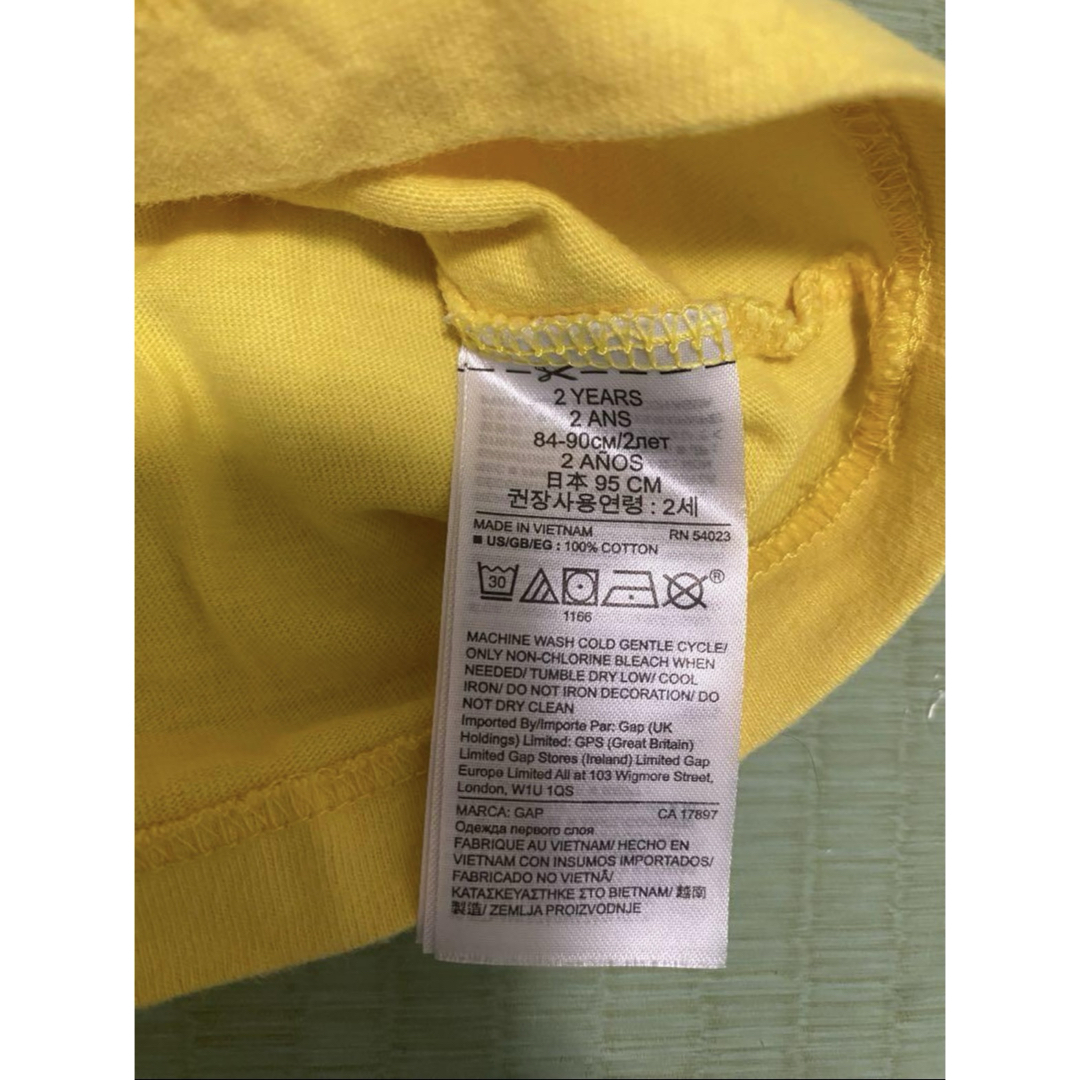 2 YEARS
2 ANS
84-90см/2лет
2 AÑOS
日本 95 CM
권장사용연령 : 2세
MADE IN VIETNAM RN 54023
■ US/GB/EG : 100% COTTON
30 ®
1166
MACHINE WASH COLD GENTLE CYCLE/
ONLY NON-CHLORINE BLEACH WHEN
NEEDED/ TUMBLE DRY LOW/ COOL
IRON/ DO NOT IRON DECORATION/ DO
NOT DRY CLEAN
Imported By/Importe Par: Gap (UK
Holdings) Limited: GPS (Great Britain)
Limited Gap Stores (Ireland) Limited Gap
Europe Limited All at 103 Wigmore Street,
London, W1U 1QS
MARCA: GAP CA 17897
Одежда первого слоя
FABRIQUE AU VIETNAM/ HECHO EN
VIETNAM CON INSUMOS IMPORTADOS/
FABRICADO NO VIETNÃ/
ΚΑΤΑΣΚΕΥΑΣΤΗΚΕ ΣΤΟ ΒΙΕΤΝΑΜ/ 越南
製造/ ZEMLJA PROIZVODNJE